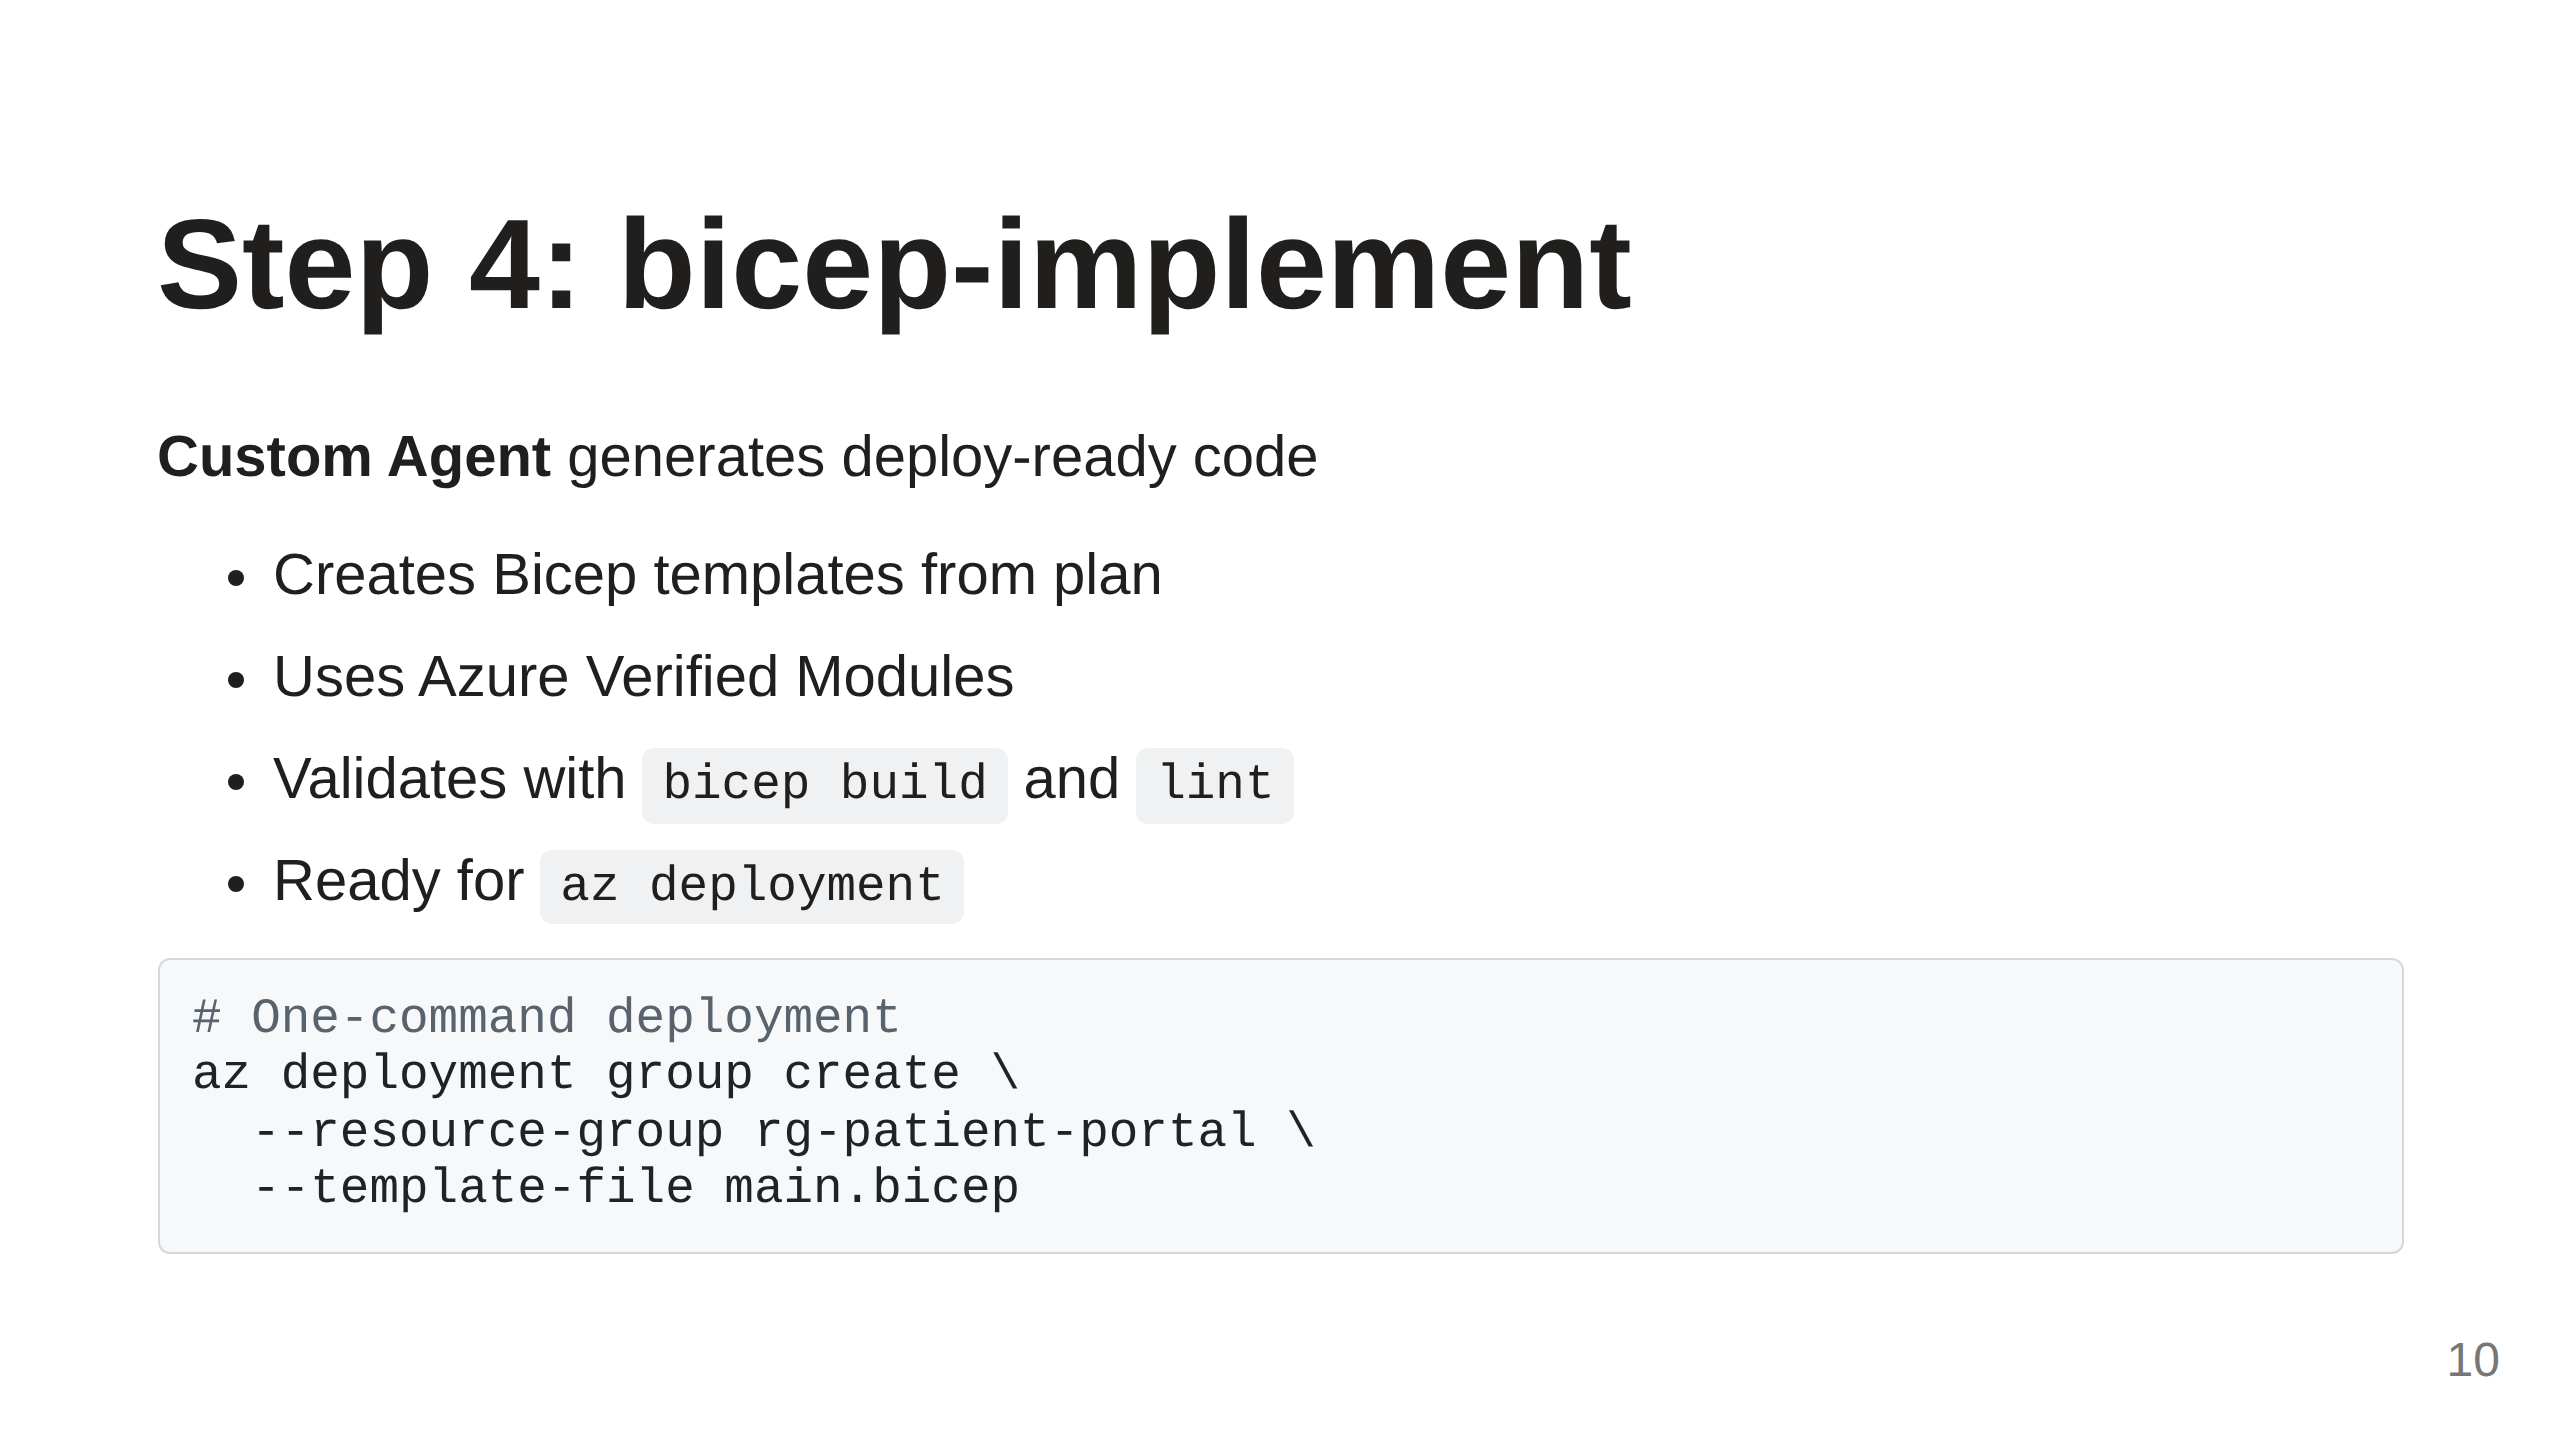 Step 4: bicep-implement
Custom Agent generates deploy-ready code
• Creates Bicep templates from plan
• Uses Azure Verified Modules
• Validates with bicep build and lint
• Ready for az deployment
# One-command deployment
az deployment group create \
  --resource-group rg-patient-portal \
  --template-file main.bicep
10